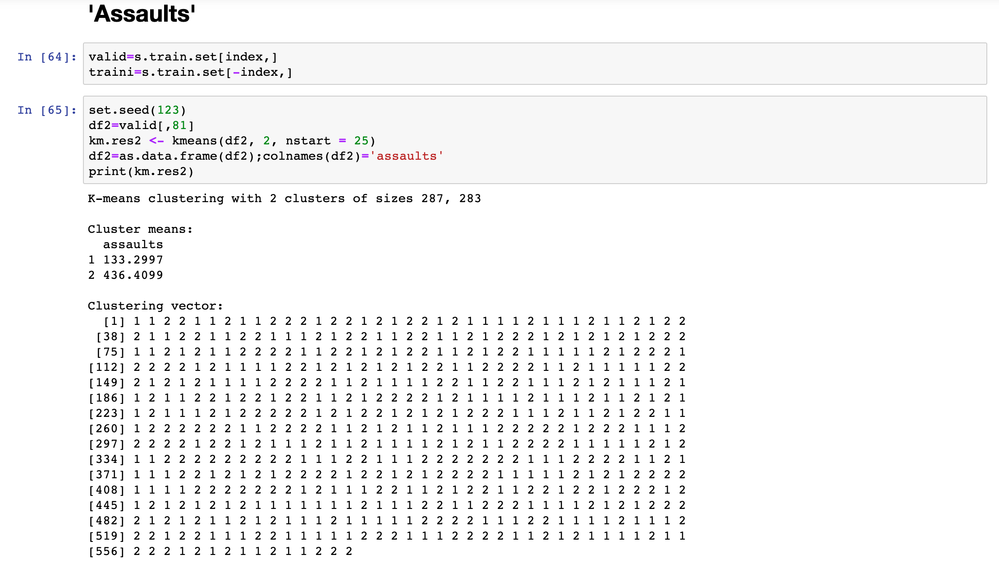 'Assaults'
In [64]:
valid=s.train.set[index,]
traini=s.train.set[-index,]
In [65]:
set.seed(123)
df2=valid[,81]
km.res2 <- kmeans(df2, 2, nstart = 25)
df2=as.data.frame(df2);colnames(df2)='assaults'
print(km.res2)
K-means clustering with 2 clusters of sizes 287, 283
Cluster means:
  assaults
1 133.2997
2 436.4099
Clustering vector:
  [1] 1 1 2 2 1 1 2 1 1 2 2 2 1 2 2 1 2 1 2 2 1 2 1 1 1 1 2 1 1 1 2 1 1 2 1 2 2
 [38] 2 1 1 2 2 1 1 2 2 1 1 1 2 1 2 2 1 1 2 2 1 1 2 1 2 2 2 1 2 1 2 1 2 1 2 2 2
 [75] 1 1 2 1 2 1 1 2 2 2 2 1 1 2 2 1 2 1 2 2 1 1 2 1 2 2 1 1 1 1 1 2 1 2 2 2 1
[112] 2 2 2 2 1 2 1 1 1 1 2 2 1 2 1 2 1 2 1 2 2 1 1 2 2 2 2 1 1 2 1 1 1 1 1 2 2
[149] 2 1 2 1 2 1 1 1 1 2 2 2 2 1 1 2 1 1 1 1 2 2 1 1 2 2 1 1 1 2 1 2 1 1 1 2 1
[186] 1 2 1 1 2 2 1 2 2 1 2 2 1 1 2 1 2 2 2 2 1 2 1 1 1 1 2 1 1 1 2 1 1 2 1 2 1
[223] 1 2 1 1 1 2 1 2 2 2 2 2 1 2 1 2 2 1 2 1 2 1 2 2 2 1 1 1 2 1 1 2 1 2 2 1 1
[260] 1 2 2 2 2 2 2 1 1 2 2 2 2 1 1 2 1 2 1 1 2 1 1 1 2 2 2 2 2 1 2 2 2 1 1 1 2
[297] 2 2 2 2 1 2 2 1 2 1 1 1 2 1 1 2 1 1 1 1 2 1 2 1 1 2 2 2 2 1 1 1 1 1 2 1 2
[334] 1 1 2 2 2 2 2 2 2 2 2 1 1 1 2 2 1 1 1 2 2 2 2 2 2 2 1 1 1 2 2 2 2 1 1 2 1
[371] 1 1 1 2 2 1 2 1 2 1 2 2 2 2 1 2 2 1 2 1 2 2 2 2 1 1 1 1 1 2 1 2 1 2 2 2 2
[408] 1 1 1 1 2 2 2 2 2 2 2 1 2 1 1 1 2 2 1 1 2 1 2 2 1 1 2 2 1 2 2 1 2 2 2 1 2
[445] 1 2 1 2 1 2 1 2 1 1 1 1 1 1 1 2 1 1 1 2 2 1 1 2 2 2 1 1 1 1 2 1 2 1 2 2 2
[482] 2 1 2 1 2 1 1 2 1 2 1 1 1 2 1 1 1 1 1 2 2 2 2 1 1 1 2 2 1 1 1 1 2 1 1 1 2
[519] 2 2 1 2 2 1 1 1 2 2 1 1 1 1 1 2 2 2 1 1 1 2 2 2 2 1 1 2 1 2 1 1 1 1 2 1 1
[556] 2 2 2 1 2 1 2 1 1 2 1 1 2 2 2